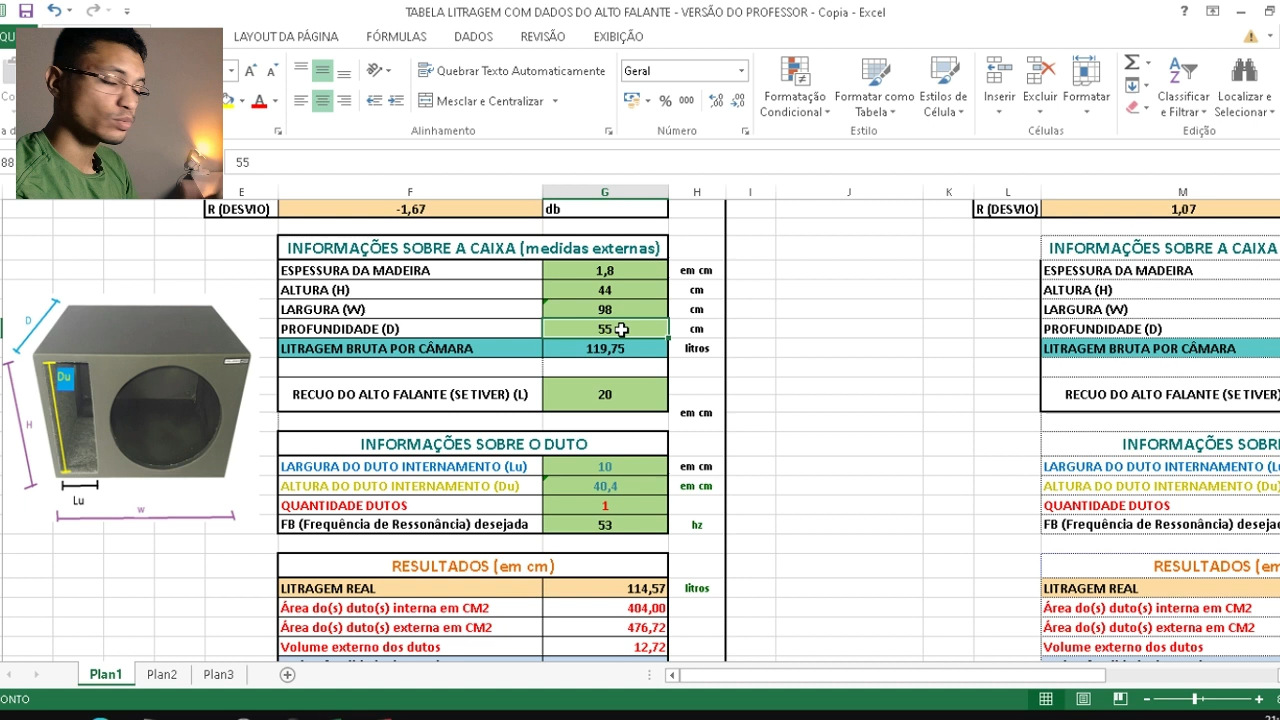 TABELA LITRAGEM COM DADOS DO ALTO FALANTE - VERSÃO DO PROFESSOR - Copia - Excel
LAYOUT DA PÁGINA FÓRMULAS DADOS REVISÃO EXIBIÇÃO
Quebrar Texto Automaticamente
Geral
Mesclar e Centralizar
% 000
Formatação Condicional
Formatar como Tabela
Estilos de Célula
Inserir
Excluir
Formatar
Classificar e Filtrar
Localizar e Selecionar
Alinhamento Número Estilo Células Edição
88 55
E F G H I J K L M
R (DESVIO) -1,67 db R (DESVIO) 1,07
INFORMAÇÕES SOBRE A CAIXA (medidas externas) INFORMAÇÕES SOBRE A CAIXA
ESPESSURA DA MADEIRA 1,8 em cm ESPESSURA DA MADEIRA
ALTURA (H) 44 cm ALTURA (H)
LARGURA (W) 98 cm LARGURA (W)
PROFUNDIDADE (D) 55 cm PROFUNDIDADE (D)
LITRAGEM BRUTA POR CÂMARA 119,75 litros LITRAGEM BRUTA POR CÂMARA
RECUO DO ALTO FALANTE (SE TIVER) (L) 20 em cm RECUO DO ALTO FALANTE (SE TIVER)
INFORMAÇÕES SOBRE O DUTO INFORMAÇÕES SOBR
LARGURA DO DUTO INTERNAMENTO (Lu) 10 em cm LARGURA DO DUTO INTERNAMENTO (Lu
ALTURA DO DUTO INTERNAMENTO (Du) 40,4 em cm ALTURA DO DUTO INTERNAMENTO (Du)
QUANTIDADE DUTOS 1 QUANTIDADE DUTOS
FB (Frequência de Ressonância) desejada 53 hz FB (Frequência de Ressonância) deseja
RESULTADOS (em cm) RESULTADOS (em
LITRAGEM REAL 114,57 litros LITRAGEM REAL
Área do(s) duto(s) interna em CM2 404,00 Área do(s) duto(s) interna em CM2
Área do(s) duto(s) externa em CM2 476,72 Área do(s) duto(s) externa em CM2
Volume externo dos dutos 12,72 Volume externo dos dutos
D
Du
H
Lu
W
Plan1 Plan2 Plan3
ONTO